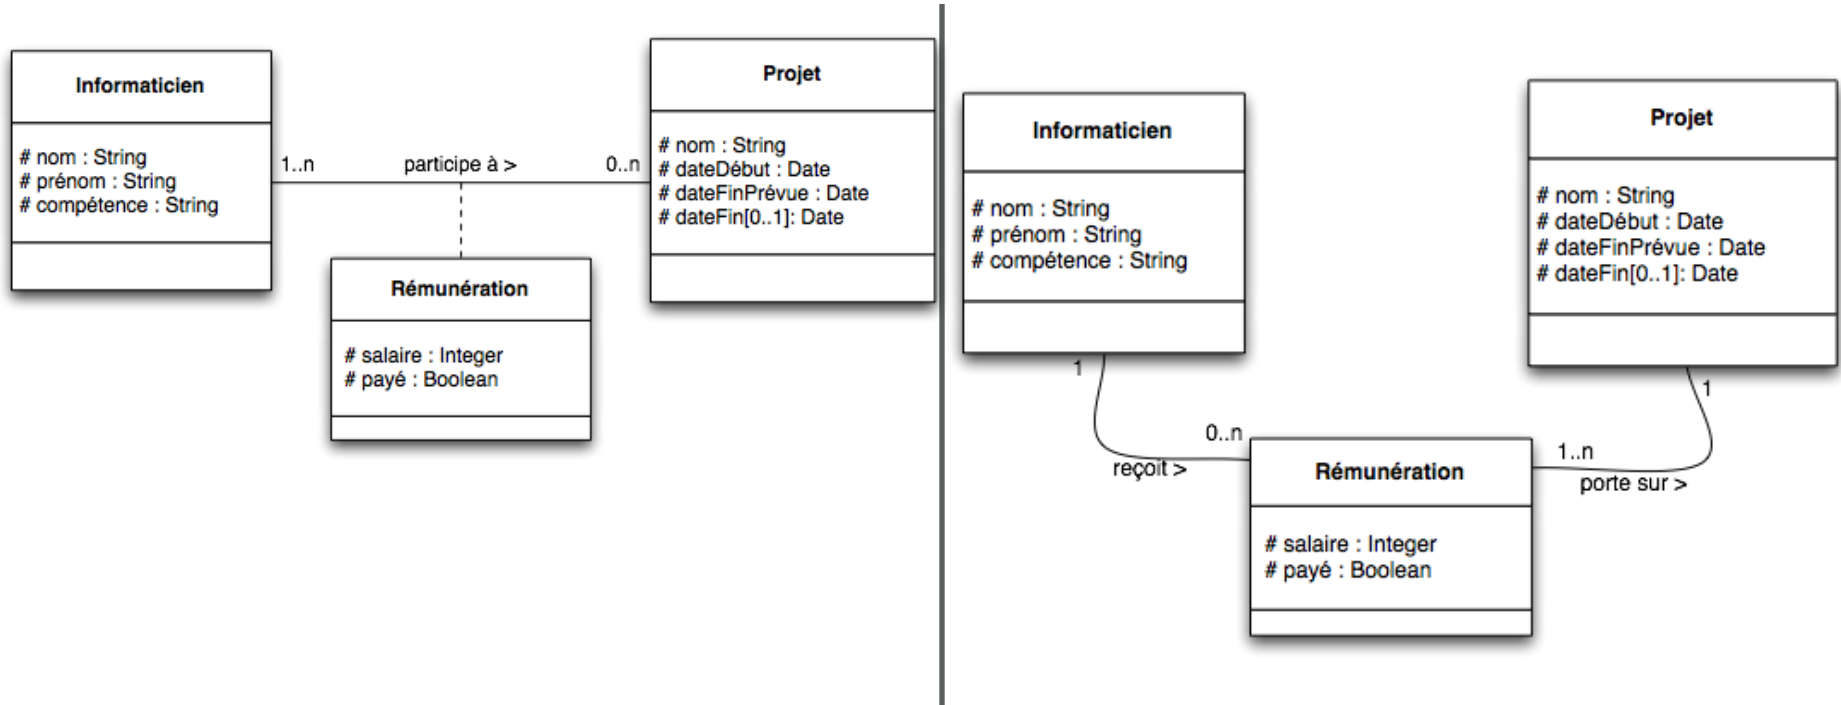 Informaticien
# nom : String
# prénom : String
# compétence : String
1..n
participe à >
0..n
Projet
# nom : String
# dateDébut : Date
# dateFinPrévue : Date
# dateFin[0..1]: Date
Rémunération
# salaire : Integer
# payé : Boolean
Informaticien
# nom : String
# prénom : String
# compétence : String
Projet
# nom : String
# dateDébut : Date
# dateFinPrévue : Date
# dateFin[0..1]: Date
1
0..n
reçoit >
1
1..n
porte sur >
Rémunération
# salaire : Integer
# payé : Boolean